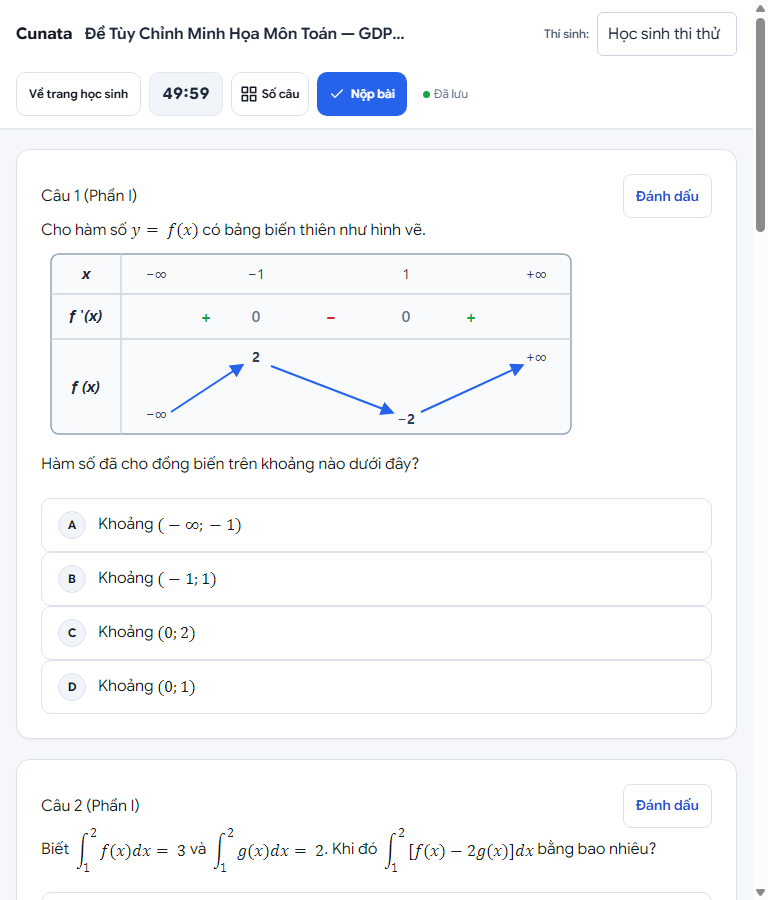 Cunata Đề Tùy Chỉnh Minh Họa Môn Toán — GDP... Thí sinh: Học sinh thi thử
Về trang học sinh 49:59 Số câu Nộp bài Đã lưu
Câu 1 (Phần I) Đánh dấu
Cho hàm số y = f(x) có bảng biến thiên như hình vẽ.
x −∞ −1 1 +∞
f '(x) + 0 − 0 +
f (x) −∞ 2 −2 +∞
Hàm số đã cho đồng biến trên khoảng nào dưới đây?
A Khoảng (−∞; −1)
B Khoảng (−1; 1)
C Khoảng (0; 2)
D Khoảng (0; 1)
Câu 2 (Phần I) Đánh dấu
Biết ∫₁² f(x)dx = 3 và ∫₁² g(x)dx = 2. Khi đó ∫₁² [f(x) − 2g(x)]dx bằng bao nhiêu?